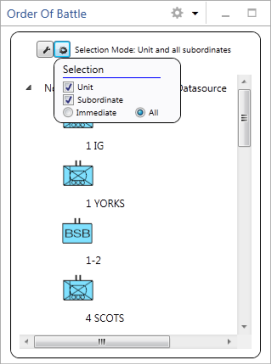 Order Of Battle
Selection Mode: Unit and all subordinates
Selection
Unit
Subordinate
Immediate All
Datasource
1 IG
1 YORKS
BSB
1-2
4 SCOTS